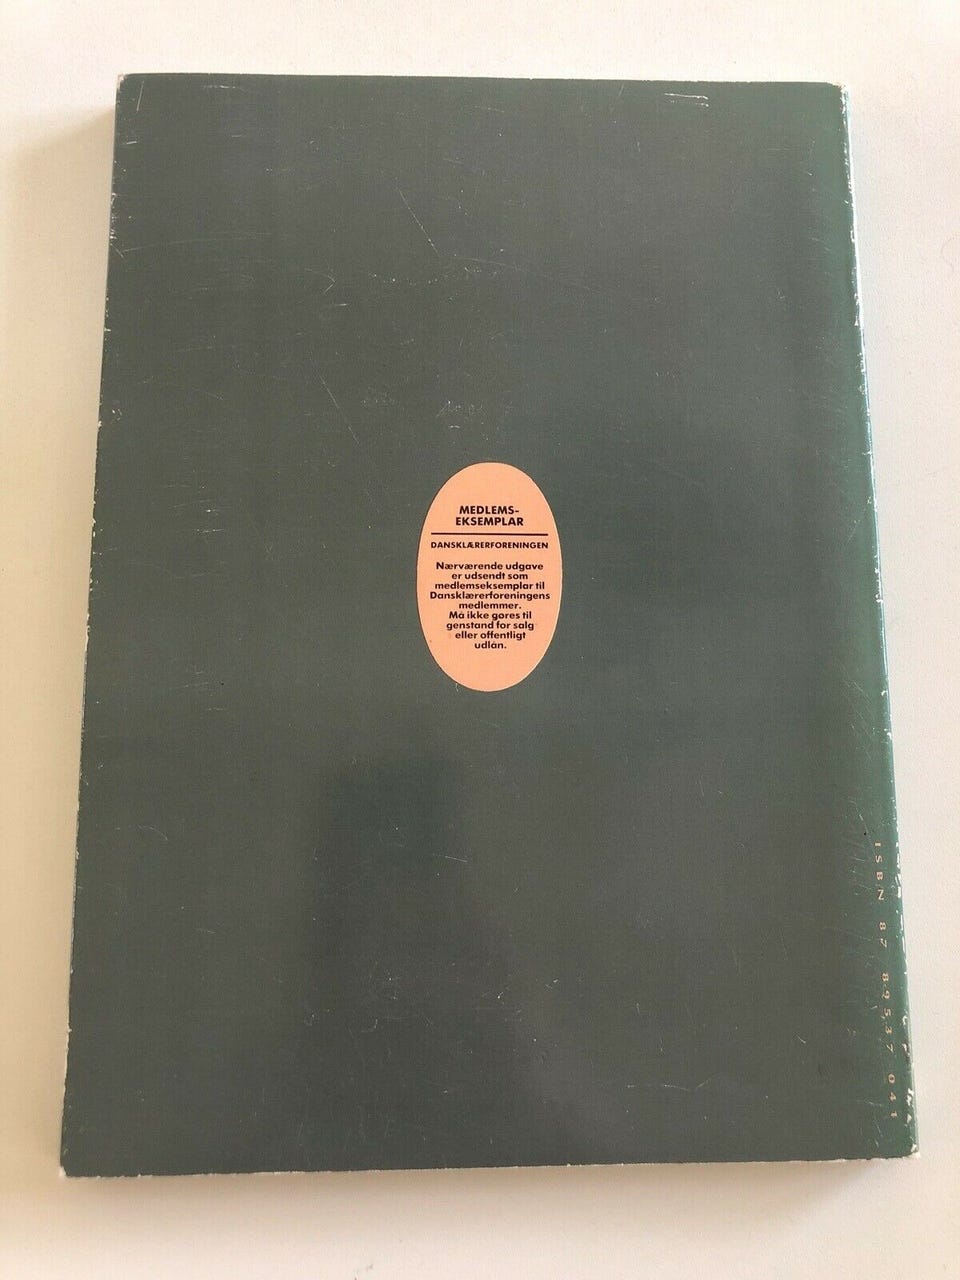 MEDLEMS-
EKSEMPLAR
DANSKLÆRERFORENINGEN
Nærværende udgave
er udsendt som
medlemseksemplar til
Dansklærerforeningens
medlemmer.
Må ikke gøres til
genstand for salg
eller offentligt
udlån.
ISBN 87 89537 041